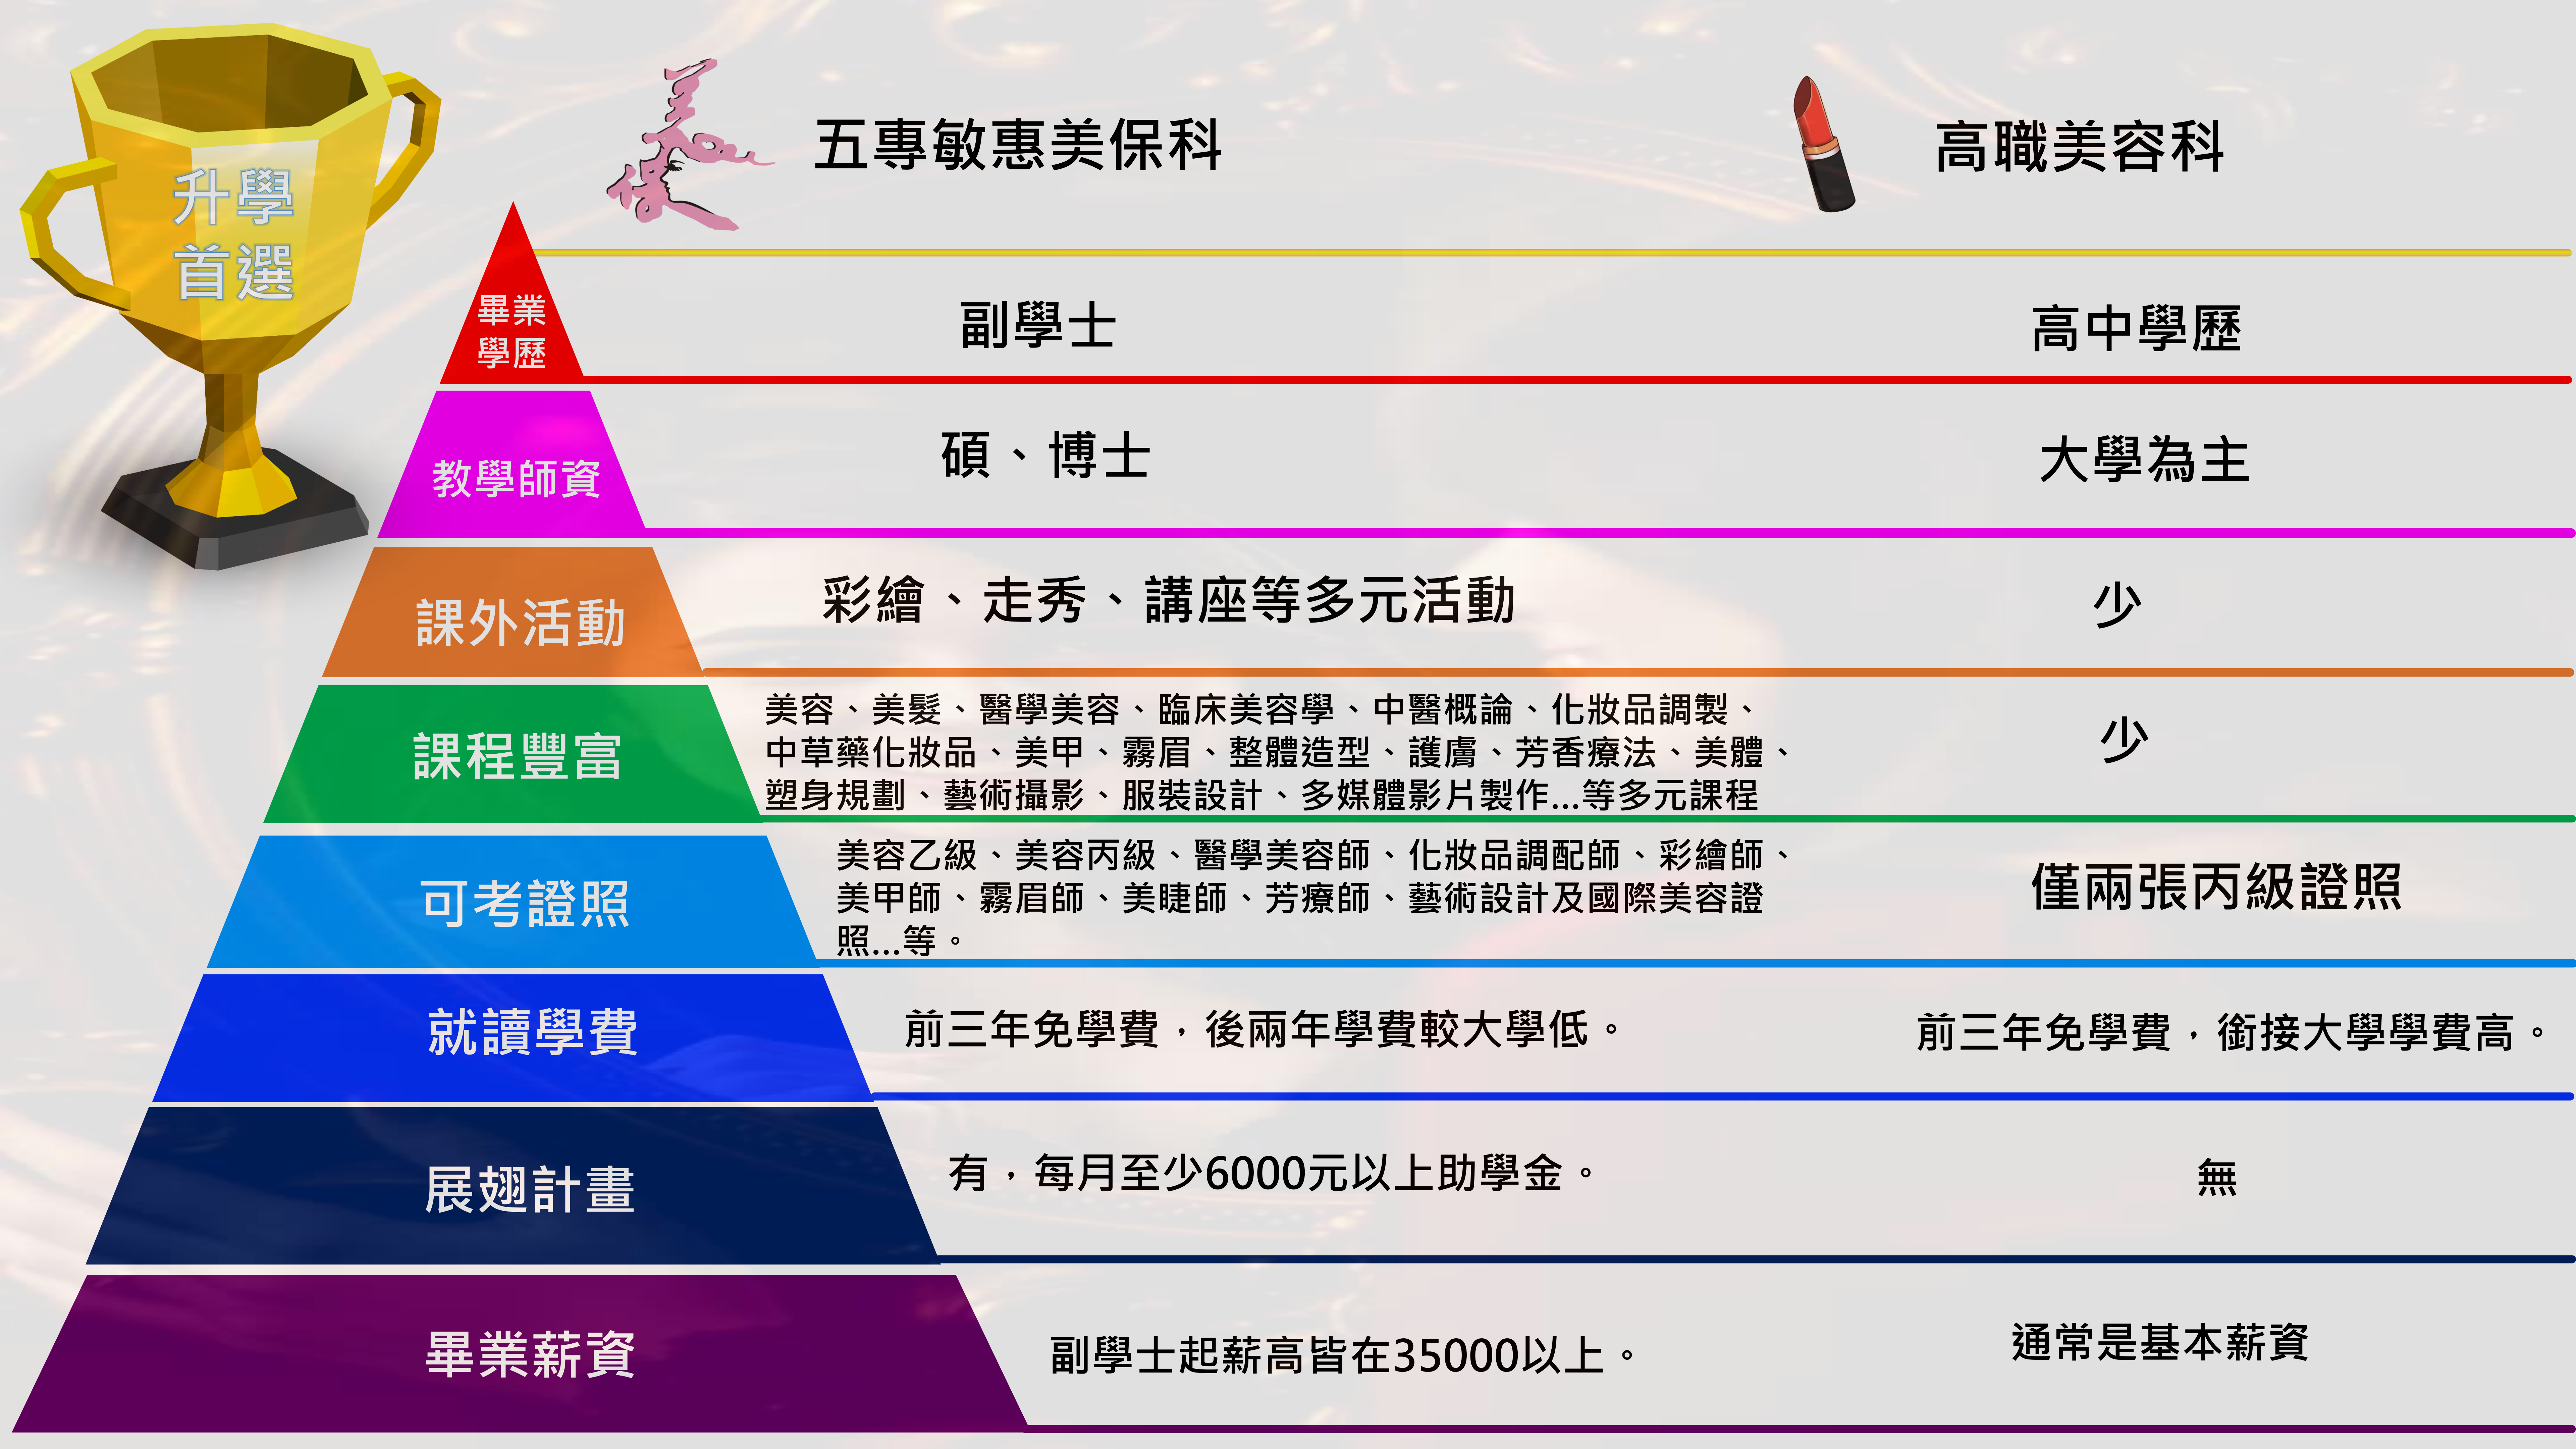 升學
首選
美保
五專敏惠美保科
高職美容科
畢業
學歷
副學士
高中學歷
教學師資
碩、博士
大學為主
課外活動
彩繪、走秀、講座等多元活動
少
課程豐富
美容、美髮、醫學美容、臨床美容學、中醫概論、化妝品調製、
中草藥化妝品、美甲、霧眉、整體造型、護膚、芳香療法、美體、
塑身規劃、藝術攝影、服裝設計、多媒體影片製作...等多元課程
少
可考證照
美容乙級、美容丙級、醫學美容師、化妝品調配師、彩繪師、
美甲師、霧眉師、美睫師、芳療師、藝術設計及國際美容證
照...等。
僅兩張丙級證照
就讀學費
前三年免學費，後兩年學費較大學低。
前三年免學費，銜接大學學費高。
展翅計畫
有，每月至少6000元以上助學金。
無
畢業薪資
副學士起薪高皆在35000以上。
通常是基本薪資